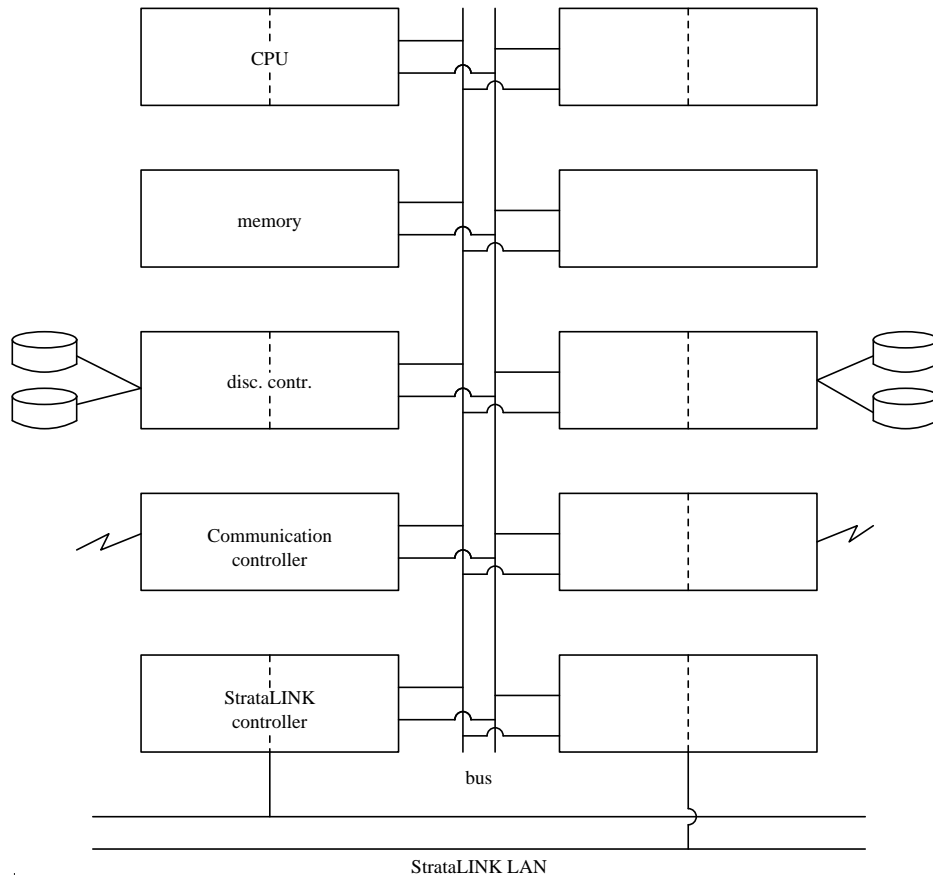 CPU
memory
disc. contr.
Communication
controller
StrataLINK
controller
bus
StrataLINK LAN